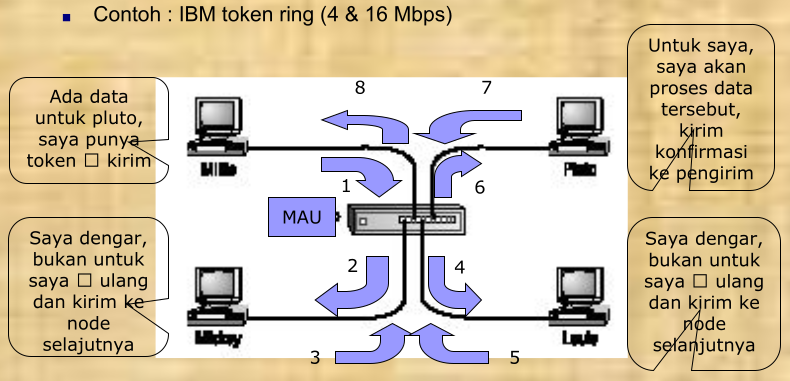 Contoh : IBM token ring (4 & 16 Mbps)
Ada data
untuk pluto,
saya punya
token □ kirim
Untuk saya,
saya akan
proses data
tersebut,
kirim
konfirmasi
ke pengirim
8
7
Pluto
1
6
MAU
Saya dengar,
bukan untuk
saya □ ulang
dan kirim ke
node
selajutnya
2
4
Saya dengar,
bukan untuk
saya □ ulang
dan kirim ke
node
selanjutnya
Mickey
3
5